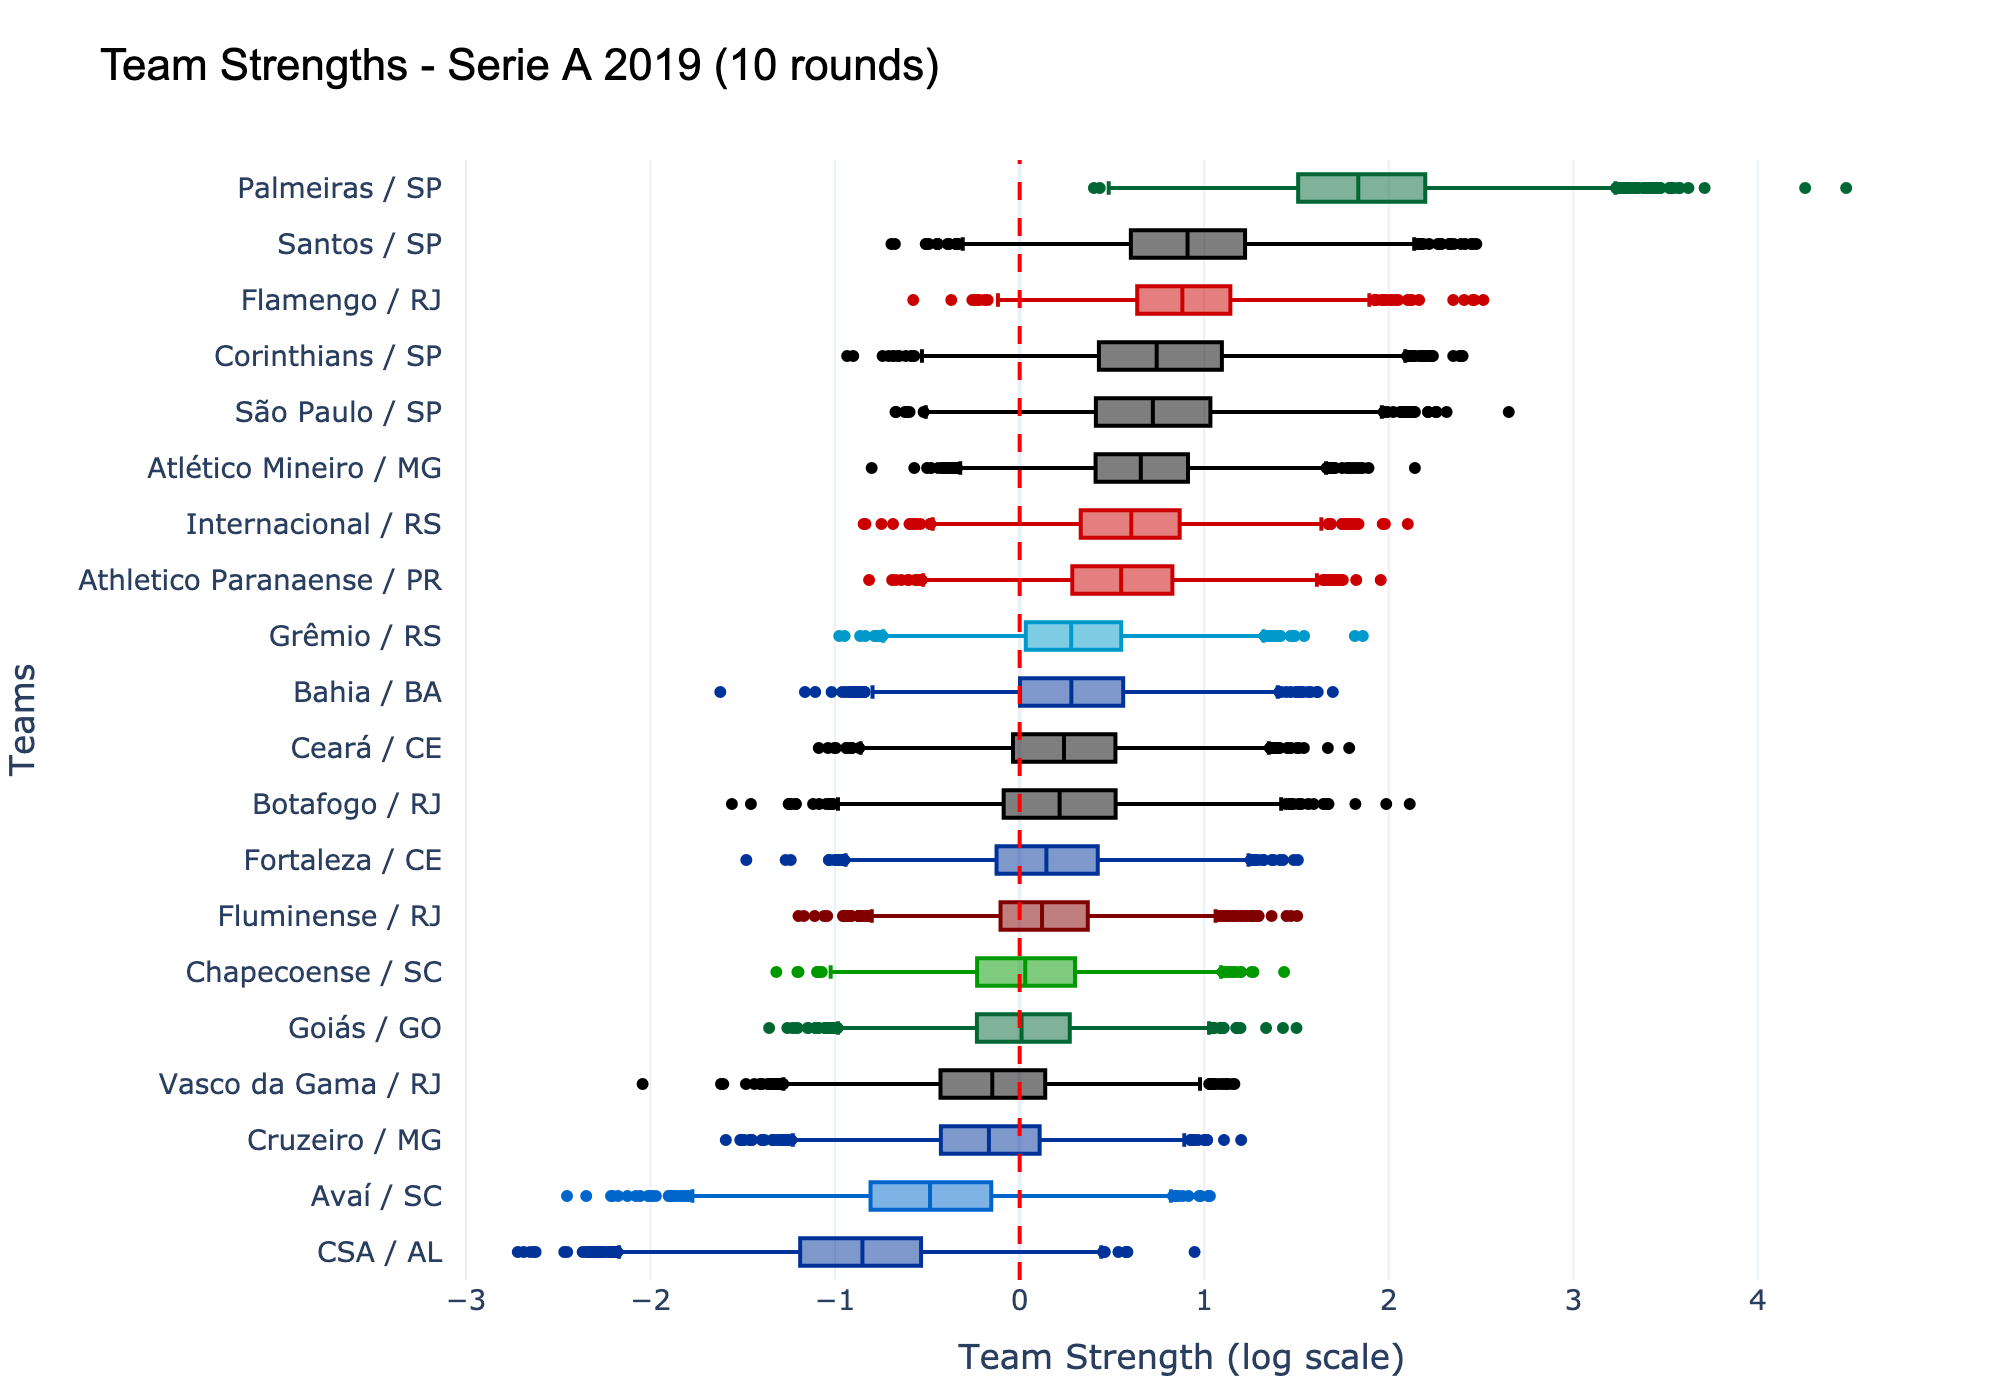 Team Strengths - Serie A 2019 (10 rounds)
Palmeiras / SP
Santos / SP
Flamengo / RJ
Corinthians / SP
São Paulo / SP
Atlético Mineiro / MG
Internacional / RS
Athletico Paranaense / PR
Grêmio / RS
Bahia / BA
Ceará / CE
Botafogo / RJ
Fortaleza / CE
Fluminense / RJ
Chapecoense / SC
Goiás / GO
Vasco da Gama / RJ
Cruzeiro / MG
Avaí / SC
CSA / AL
Teams
−3 −2 −1 0 1 2 3 4
Team Strength (log scale)